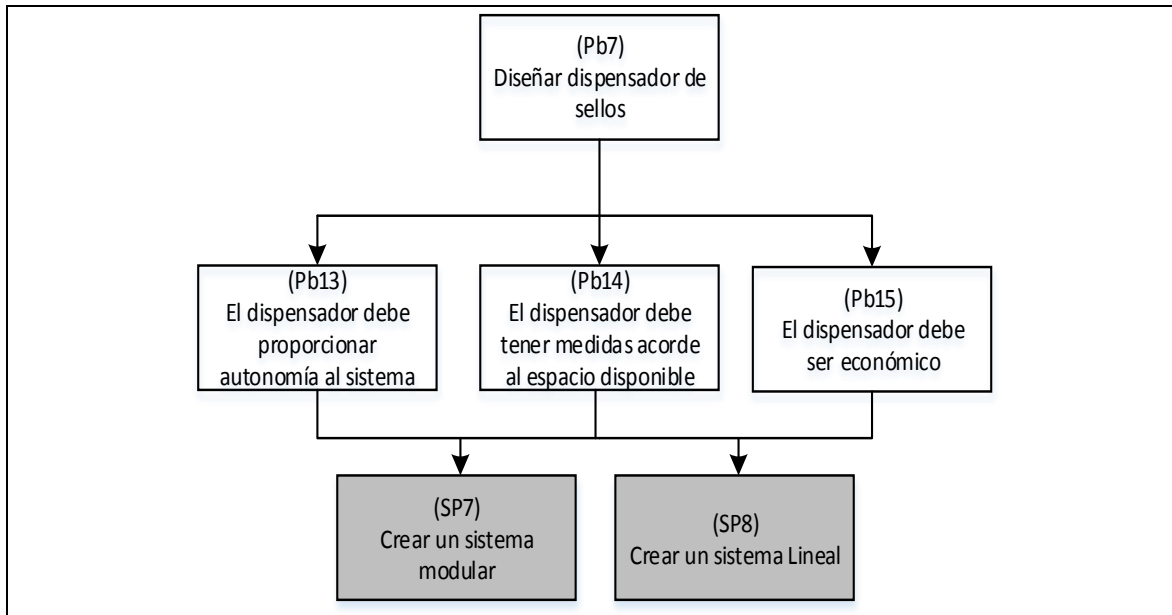 (Pb7)
Diseñar dispensador de
sellos
(Pb13)
El dispensador debe
proporcionar
autonomía al sistema
(Pb14)
El dispensador debe
tener medidas acorde
al espacio disponible
(Pb15)
El dispensador debe
ser económico
(SP7)
Crear un sistema
modular
(SP8)
Crear un sistema Lineal